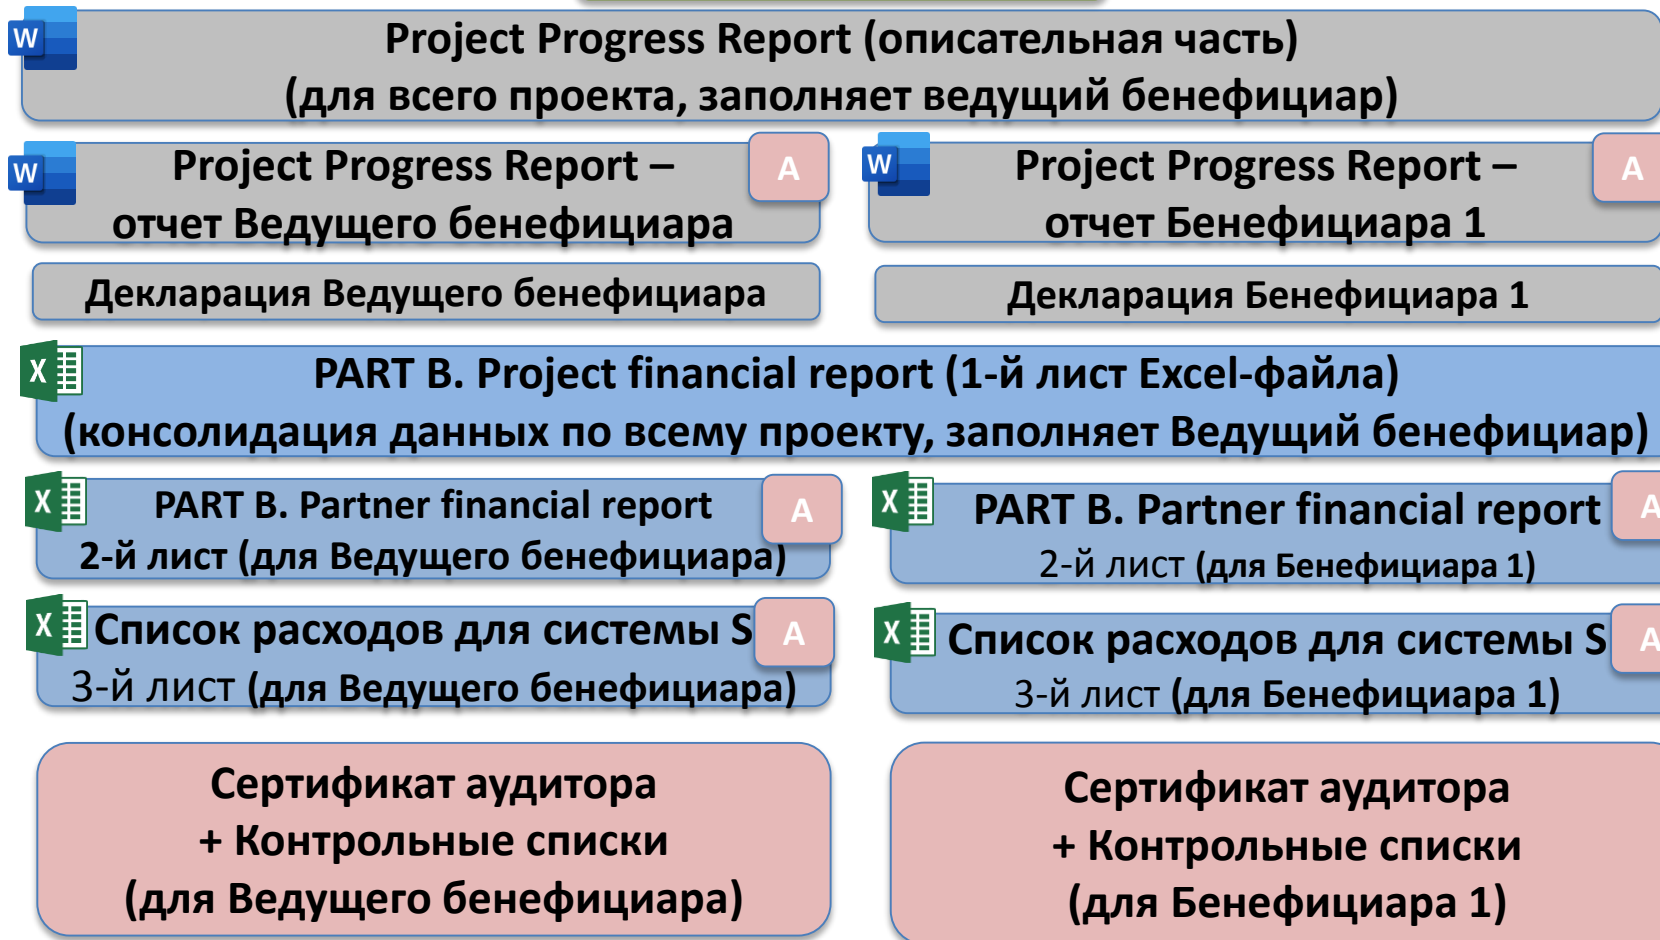 W
Project Progress Report (описательная часть)
(для всего проекта, заполняет ведущий бенефициар)
W
Project Progress Report –
отчет Ведущего бенефициара
A
W
Project Progress Report –
отчет Бенефициара 1
A
Декларация Ведущего бенефициара
Декларация Бенефициара 1
X
PART B. Project financial report (1-й лист Excel-файла)
(консолидация данных по всему проекту, заполняет Ведущий бенефициар)
X
PART B. Partner financial report
2-й лист (для Ведущего бенефициара)
A
X
PART B. Partner financial report
2-й лист (для Бенефициара 1)
A
X
Список расходов для системы S
3-й лист (для Ведущего бенефициара)
A
X
Список расходов для системы S
3-й лист (для Бенефициара 1)
A
Сертификат аудитора
+ Контрольные списки
(для Ведущего бенефициара)
Сертификат аудитора
+ Контрольные списки
(для Бенефициара 1)